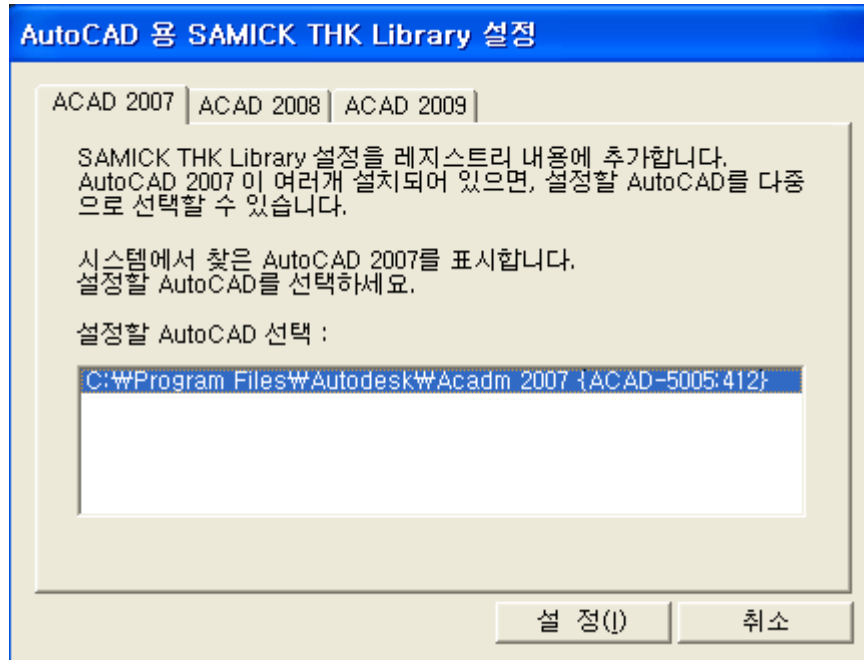 AutoCAD 용 SAMICK THK Library 설정
ACAD 2007 ACAD 2008 ACAD 2009
SAMICK THK Library 설정을 레지스트리 내용에 추가합니다.
AutoCAD 2007 이 여러개 설치되어 있으면, 설정할 AutoCAD를 다중
으로 선택할 수 있습니다.
시스템에서 찾은 AutoCAD 2007를 표시합니다.
설정할 AutoCAD를 선택하세요.
설정할 AutoCAD 선택 :
C:₩Program Files₩Autodesk₩Acadm 2007 {ACAD-5005:412}
설 정(I) 취소